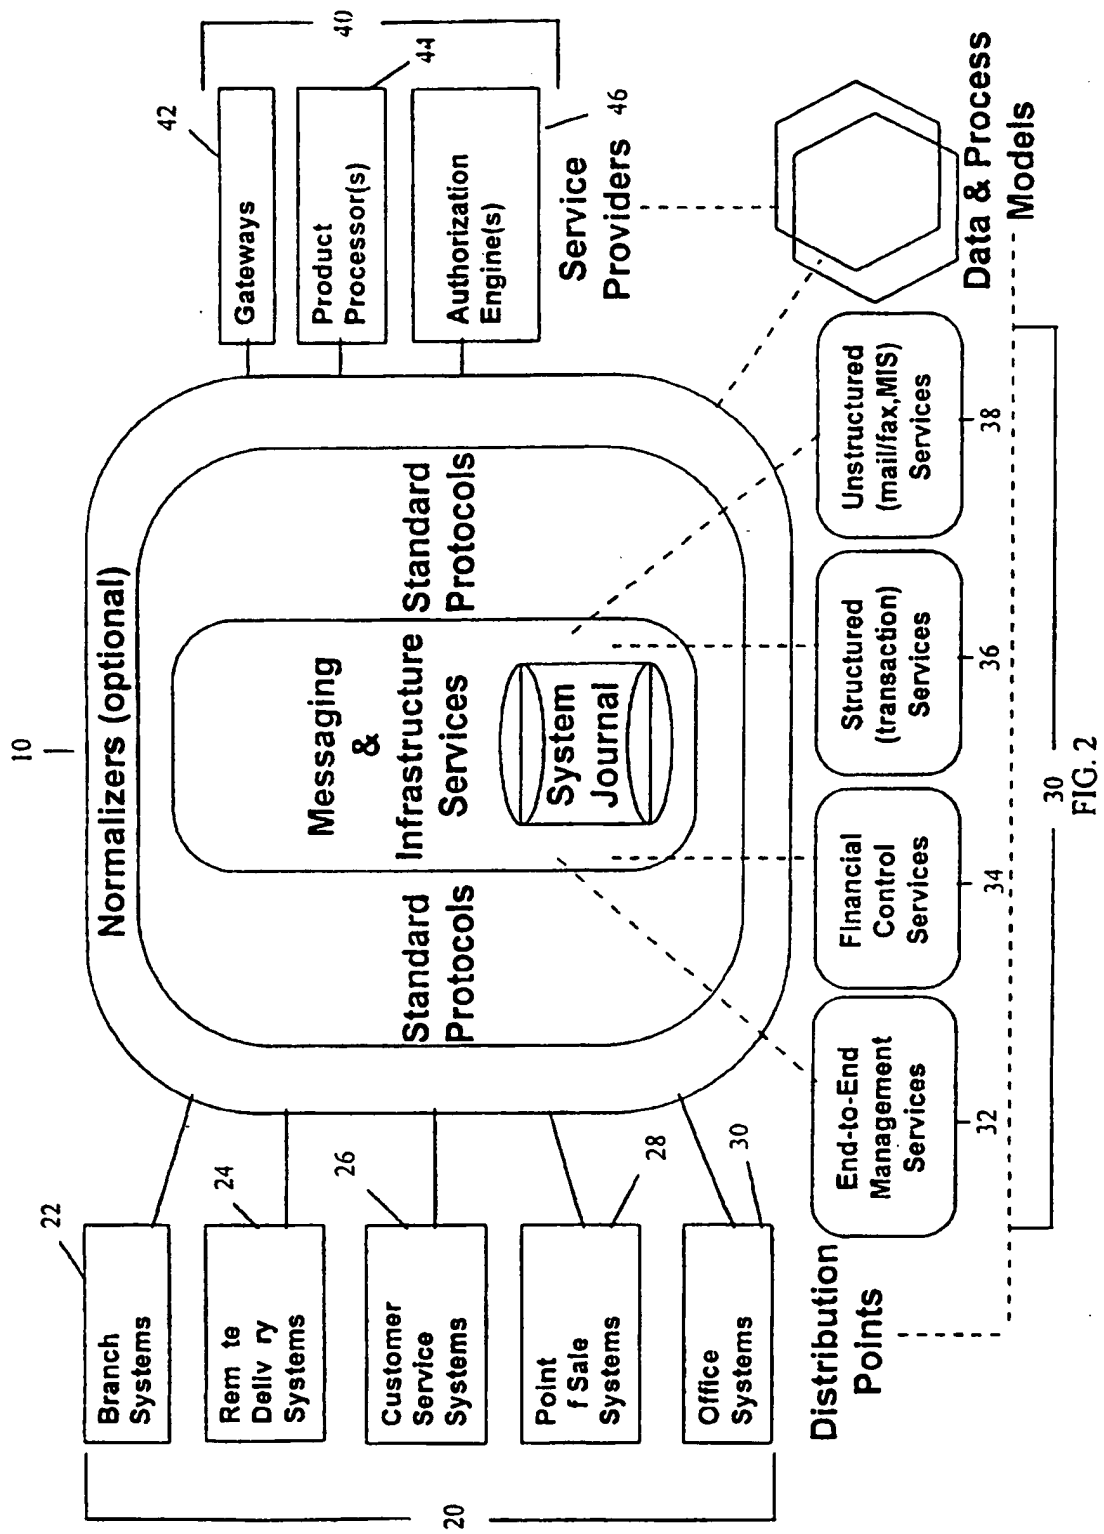 10
Normalizers (optional)
22
Branch
Systems
24
Rem te
Deliv ry
Systems
26
Customer
Service
Systems
28
Point
f Sale
Systems
30
Office
Systems
20
Distribution
Points
Standard
Protocols
Messaging
&
Infrastructure
Services
System
Journal
Standard
Protocols
42
Gateways
40
44
Product
Processor(s)
46
Authorization
Engine(s)
Service
Providers
End-to-End
Management
Services
32
Financial
Control
Services
34
Structured
(transaction)
Services
36
Unstructured
(mail/fax,MIS)
Services
38
Data & Process
Models
30
FIG. 2